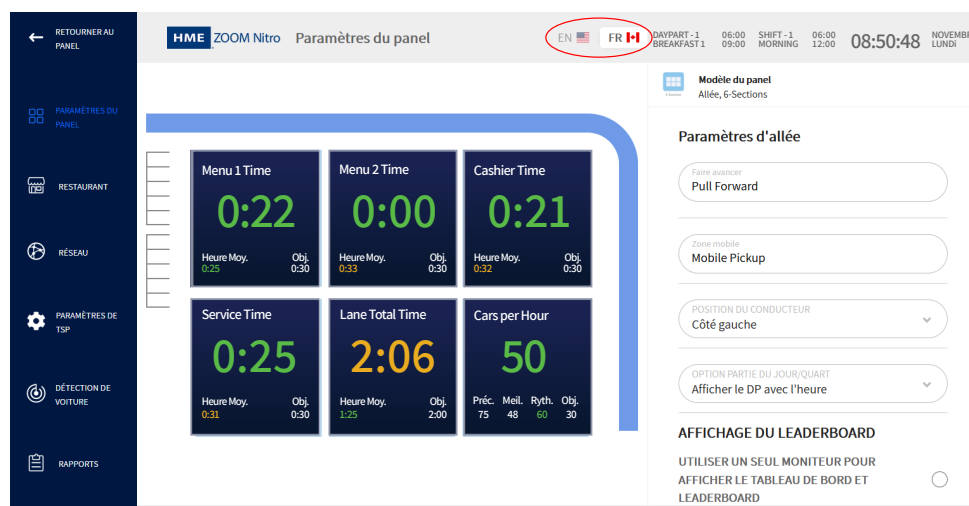 RETOURNER AU
PANEL
HME ZOOM Nitro Paramètres du panel
EN FR
DAYPART - 1 06:00 SHIFT - 1 06:00
BREAKFAST 1 09:00 MORNING 12:00
08:50:48
NOVEMB
LUNDi
PARAMÈTRES DU
PANEL
RESTAURANT
RÉSEAU
PARAMÈTRES DE
TSP
DÉTECTION DE
VOITURE
RAPPORTS
Menu 1 Time
0:22
Heure Moy. Obj.
0:25 0:30
Menu 2 Time
0:00
Heure Moy. Obj.
0:33 0:30
Cashier Time
0:21
Heure Moy. Obj.
0:32 0:30
Service Time
0:25
Heure Moy. Obj.
0:31 0:30
Lane Total Time
2:06
Heure Moy. Obj.
1:25 2:00
Cars per Hour
50
Préc. Meil. Ryth. Obj.
75 48 60 30
Modèle du panel
Allée, 6-Sections
Paramètres d'allée
Faire avancer
Pull Forward
Zone mobile
Mobile Pickup
POSITION DU CONDUCTEUR
Côté gauche
OPTION PARTIE DU JOUR/QUART
Afficher le DP avec l'heure
AFFICHAGE DU LEADERBOARD
UTILISER UN SEUL MONITEUR POUR
AFFICHER LE TABLEAU DE BORD ET
LEADERBOARD